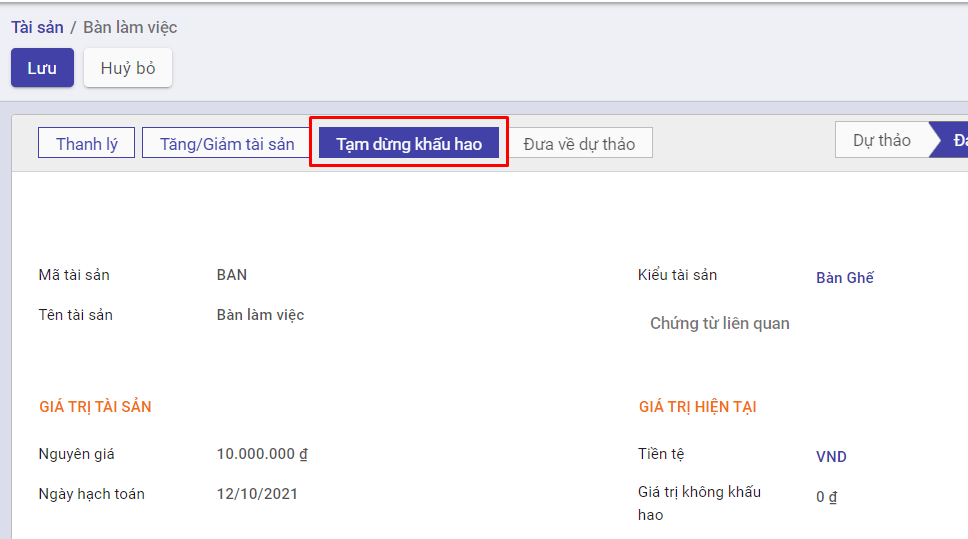 Tài sản / Bàn làm việc
Lưu Huỷ bỏ
Thanh lý Tăng/Giảm tài sản Tạm dừng khấu hao Đưa về dự thảo Dự thảo
Mã tài sản BAN Kiểu tài sản Bàn Ghế
Tên tài sản Bàn làm việc Chứng từ liên quan
GIÁ TRỊ TÀI SẢN GIÁ TRỊ HIỆN TẠI
Nguyên giá 10.000.000 ₫ Tiền tệ VND
Ngày hạch toán 12/10/2021 Giá trị không khấu hao 0 ₫